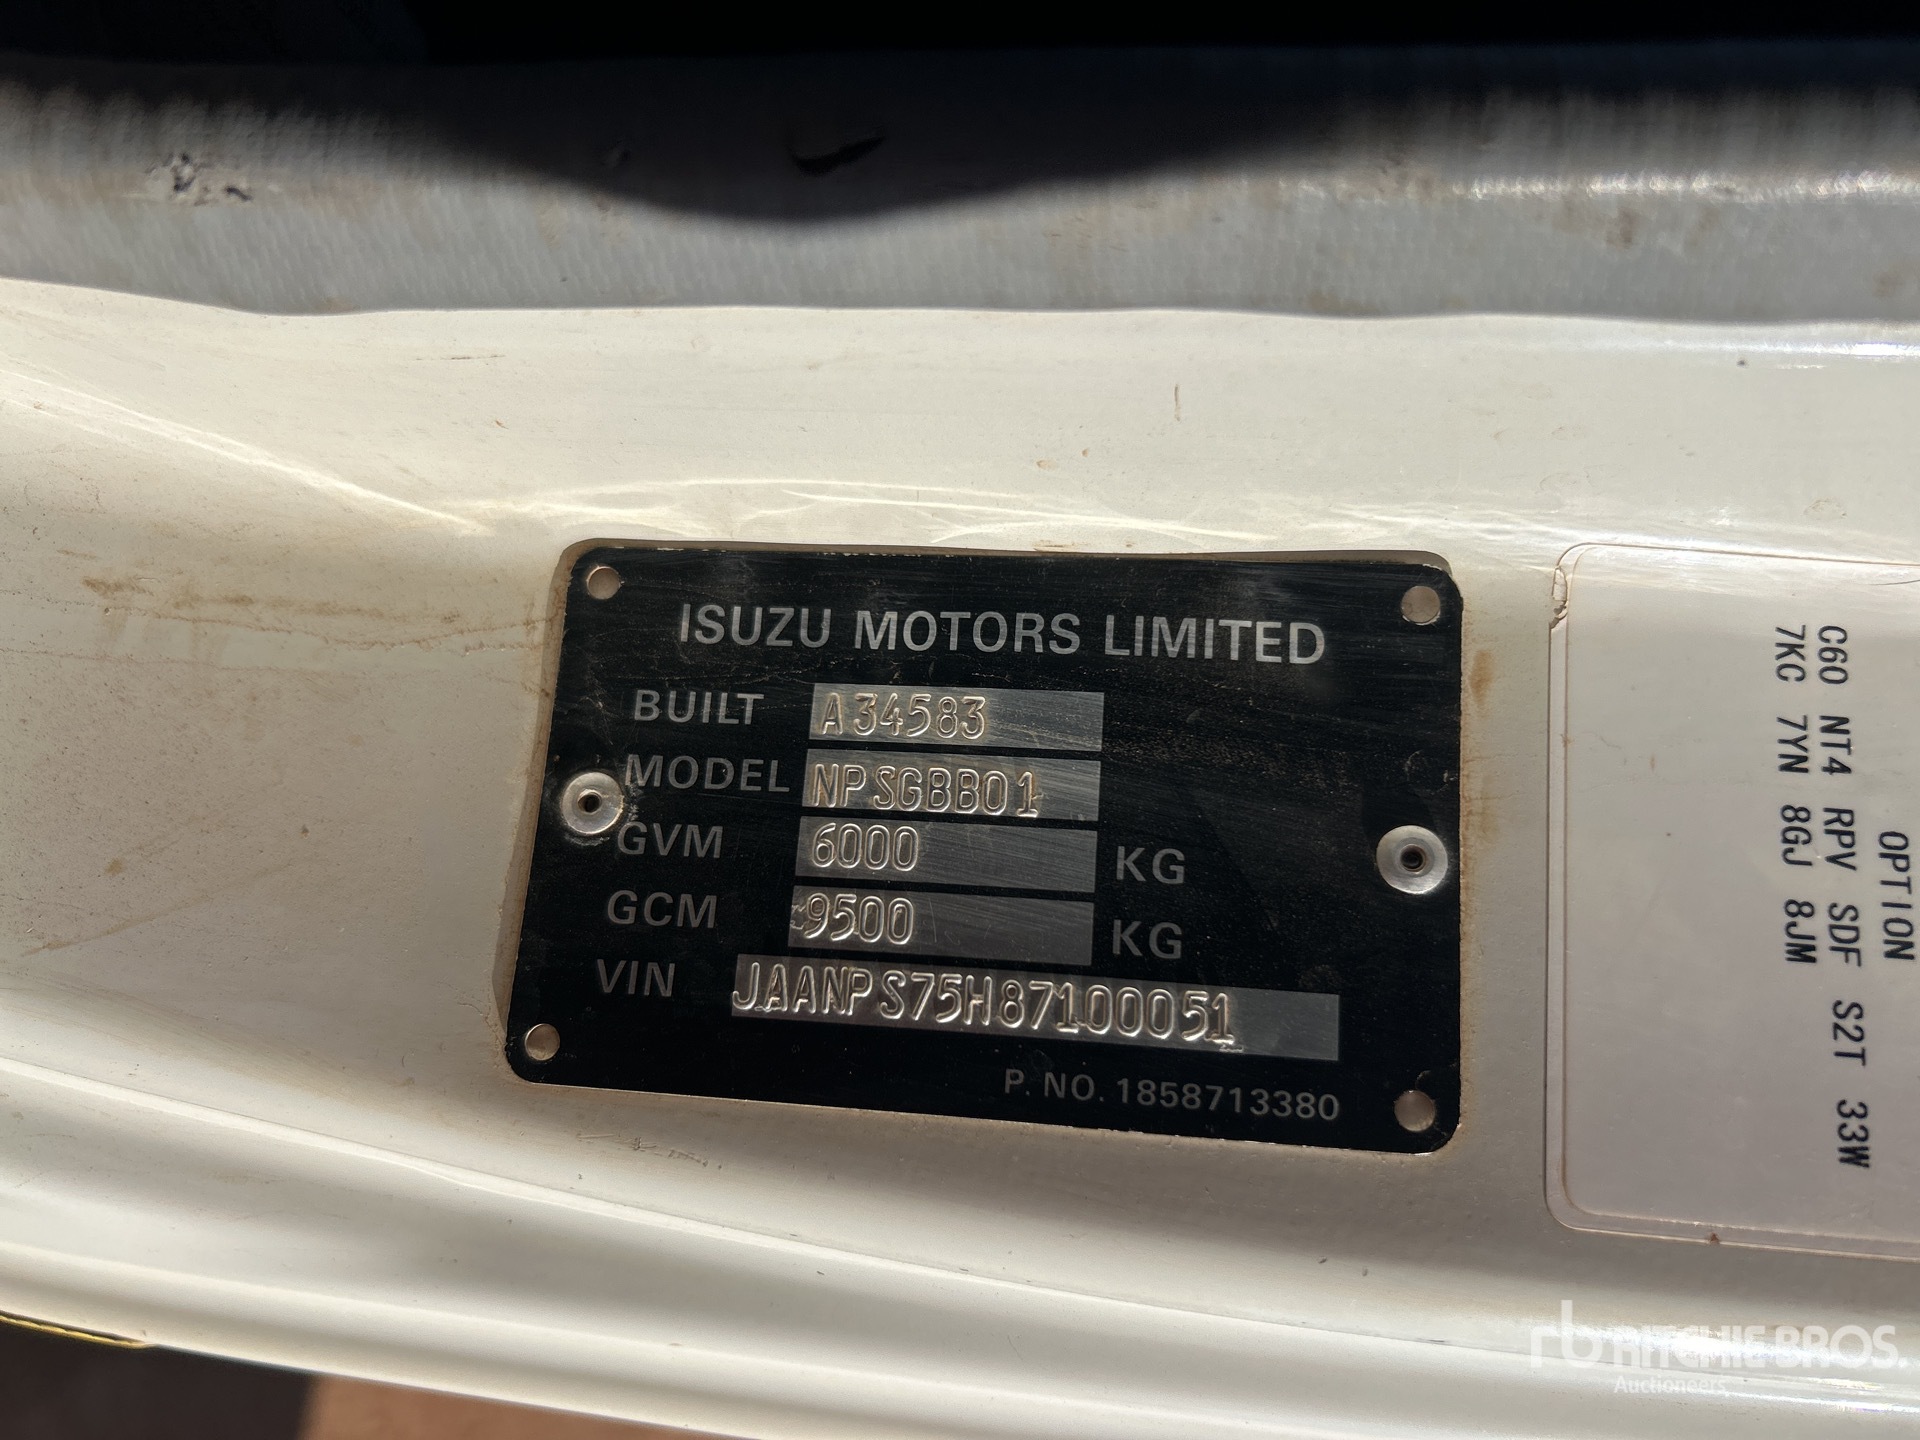 ISUZU MOTORS LIMITED
BUILT A34583
MODEL NPSGBB01
GVM 6000 KG
GCM 9500 KG
VIN JAANPS75H87100051
P. NO. 1858713380
OPTION
C60 NT4 RPV SDF S2T 33W
7KC 7YN 8GJ 8JM
rb RITCHIE BROS.
Auctioneers